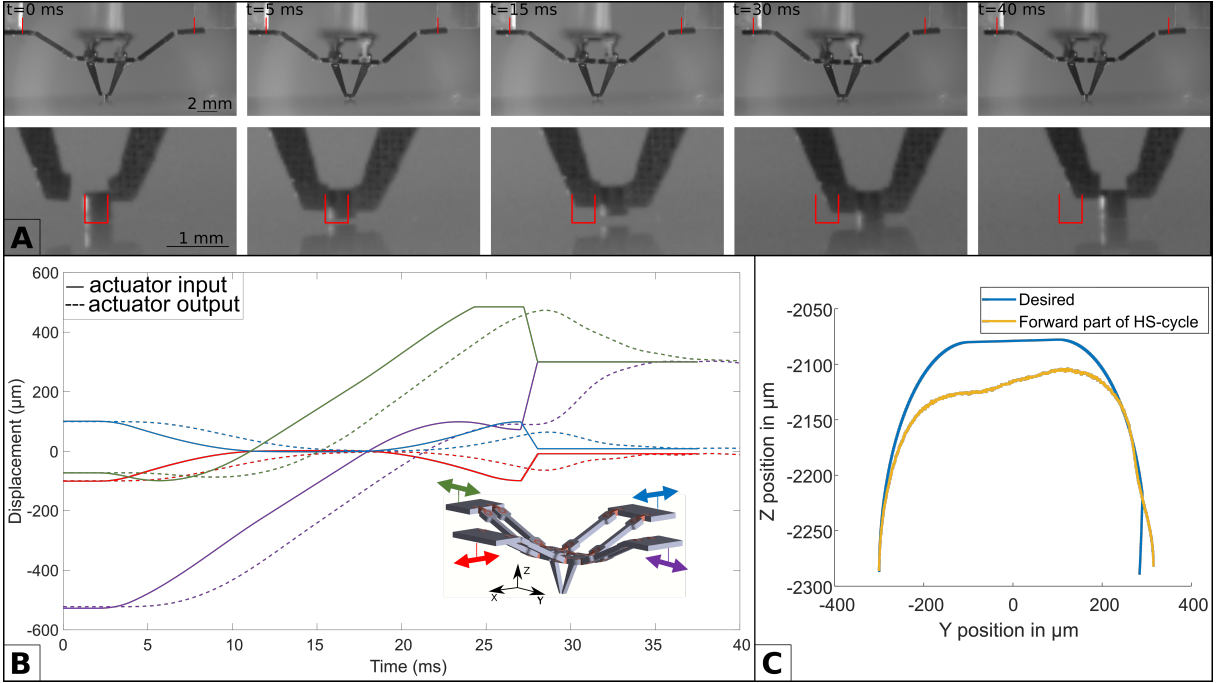 t=0 ms t=5 ms t=15 ms t=30 ms t=40 ms
2 mm
A
1 mm
600
400
200
0
-200
-400
-600
Displacement (μm)
actuator input
actuator output
Z
X
Y
0 5 10 15 20 25 30 35 40
Time (ms)
B
Desired
Forward part of HS-cycle
-2050
-2100
-2150
-2200
-2250
-2300
Z position in μm
-400 -200 0 200 400
Y position in μm
C